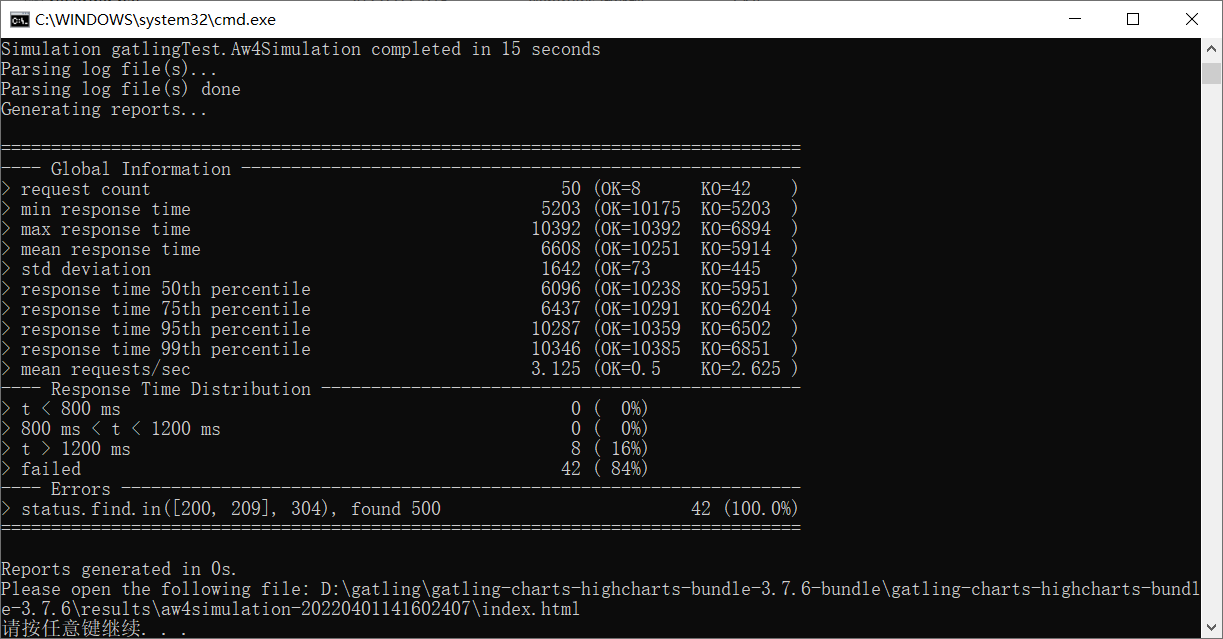 C:\WINDOWS\system32\cmd.exe
Simulation gatlingTest.Aw4Simulation completed in 15 seconds
Parsing log file(s)...
Parsing log file(s) done
Generating reports...
================================================================================
---- Global Information --------------------------------------------------------
> request count                                         50 (OK=8      KO=42    )
> min response time                                   5203 (OK=10175  KO=5203  )
> max response time                                  10392 (OK=10392  KO=6894  )
> mean response time                                  6608 (OK=10251  KO=5914  )
> std deviation                                       1642 (OK=73     KO=445   )
> response time 50th percentile                       6096 (OK=10238  KO=5951  )
> response time 75th percentile                       6437 (OK=10291  KO=6204  )
> response time 95th percentile                      10287 (OK=10359  KO=6502  )
> response time 99th percentile                      10346 (OK=10385  KO=6851  )
> mean requests/sec                                  3.125 (OK=0.5    KO=2.625 )
---- Response Time Distribution ------------------------------------------------
> t < 800 ms                                             0 (  0%)
> 800 ms < t < 1200 ms                                   0 (  0%)
> t > 1200 ms                                            8 ( 16%)
> failed                                                42 ( 84%)
---- Errors --------------------------------------------------------------------
> status.find.in([200, 209], 304), found 500                         42 (100.0%)
================================================================================
Reports generated in 0s.
Please open the following file: D:\gatling\gatling-charts-highcharts-bundle-3.7.6-bundle\gatling-charts-highcharts-bundl
e-3.7.6\results\aw4simulation-20220401141602407\index.html
请按任意键继续. . .